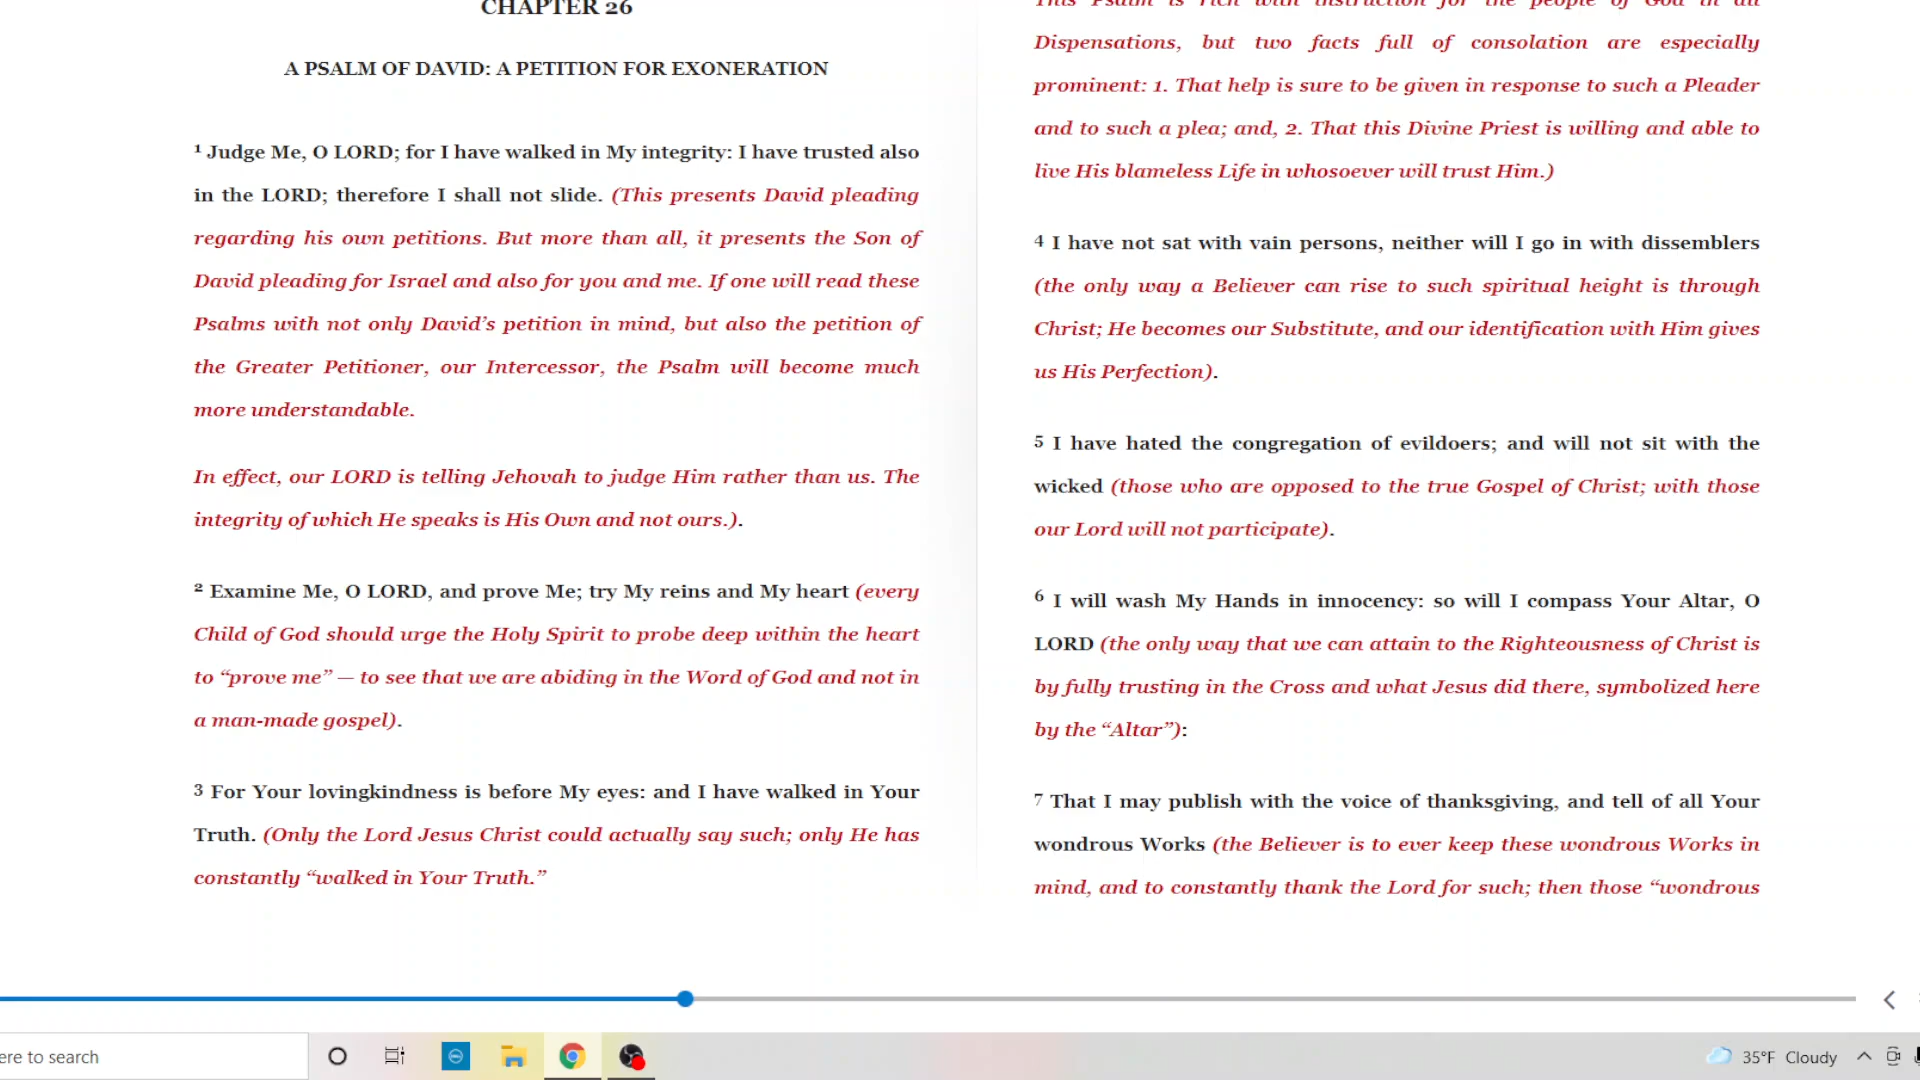 CHAPTER 26
A PSALM OF DAVID: A PETITION FOR EXONERATION
1 Judge Me, O LORD; for I have walked in My integrity: I have trusted also
in the LORD; therefore I shall not slide. (This presents David pleading
regarding his own petitions. But more than all, it presents the Son of
David pleading for Israel and also for you and me. If one will read these
Psalms with not only David’s petition in mind, but also the petition of
the Greater Petitioner, our Intercessor, the Psalm will become much
more understandable.
In effect, our LORD is telling Jehovah to judge Him rather than us. The
integrity of which He speaks is His Own and not ours.).
2 Examine Me, O LORD, and prove Me; try My reins and My heart (every
Child of God should urge the Holy Spirit to probe deep within the heart
to “prove me” — to see that we are abiding in the Word of God and not in
a man-made gospel).
3 For Your lovingkindness is before My eyes: and I have walked in Your
Truth. (Only the Lord Jesus Christ could actually say such; only He has
constantly “walked in Your Truth.”
This Psalm is rich with instruction for the people of God in all
Dispensations, but two facts full of consolation are especially
prominent: 1. That help is sure to be given in response to such a Pleader
and to such a plea; and, 2. That this Divine Priest is willing and able to
live His blameless Life in whosoever will trust Him.)
4 I have not sat with vain persons, neither will I go in with dissemblers
(the only way a Believer can rise to such spiritual height is through
Christ; He becomes our Substitute, and our identification with Him gives
us His Perfection).
5 I have hated the congregation of evildoers; and will not sit with the
wicked (those who are opposed to the true Gospel of Christ; with those
our Lord will not participate).
6 I will wash My Hands in innocency: so will I compass Your Altar, O
LORD (the only way that we can attain to the Righteousness of Christ is
by fully trusting in the Cross and what Jesus did there, symbolized here
by the “Altar”):
7 That I may publish with the voice of thanksgiving, and tell of all Your
wondrous Works (the Believer is to ever keep these wondrous Works in
mind, and to constantly thank the Lord for such; then those “wondrous
ere to search
35°F Cloudy